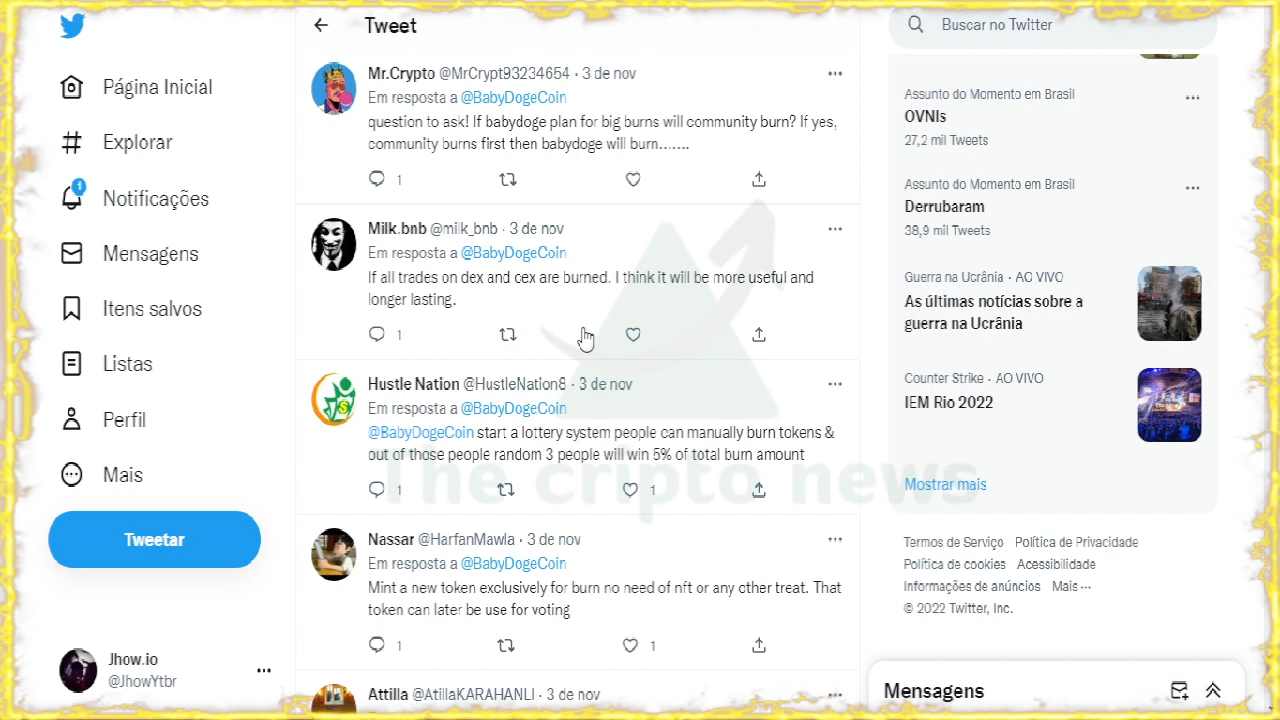 Página Inicial
Explorar
1
Notificações
Mensagens
Itens salvos
Listas
Perfil
Mais
Tweetar
Jhow.io
@JhowYtbr
Tweet
Mr.Crypto @MrCrypt93234654 · 3 de nov
Em resposta a @BabyDogeCoin
question to ask! If babydoge plan for big burns will community burn? If yes,
community burns first then babydoge will burn.......
1
Milk.bnb @milk_bnb · 3 de nov
Em resposta a @BabyDogeCoin
If all trades on dex and cex are burned. I think it will be more useful and
longer lasting.
1
Hustle Nation @HustleNation8 · 3 de nov
Em resposta a @BabyDogeCoin
@BabyDogeCoin start a lottery system people can manually burn tokens &
out of those people random 3 people will win 5% of total burn amount
1 1
The cripto news
Nassar @HarfanMawla · 3 de nov
Em resposta a @BabyDogeCoin
Mint a new token exclusively for burn no need of nft or any other treat. That
token can later be use for voting
1 1
Attilla @AtillaKARAHANLI · 3 de nov
Buscar no Twitter
Assunto do Momento em Brasil
OVNIs
27,2 mil Tweets
Assunto do Momento em Brasil
Derrubaram
38,9 mil Tweets
Guerra na Ucrânia · AO VIVO
As últimas notícias sobre a
guerra na Ucrânia
Counter Strike · AO VIVO
IEM Rio 2022
Mostrar mais
Termos de Serviço Política de Privacidade
Política de cookies Acessibilidade
Informações de anúncios Mais ···
© 2022 Twitter, Inc.
Mensagens